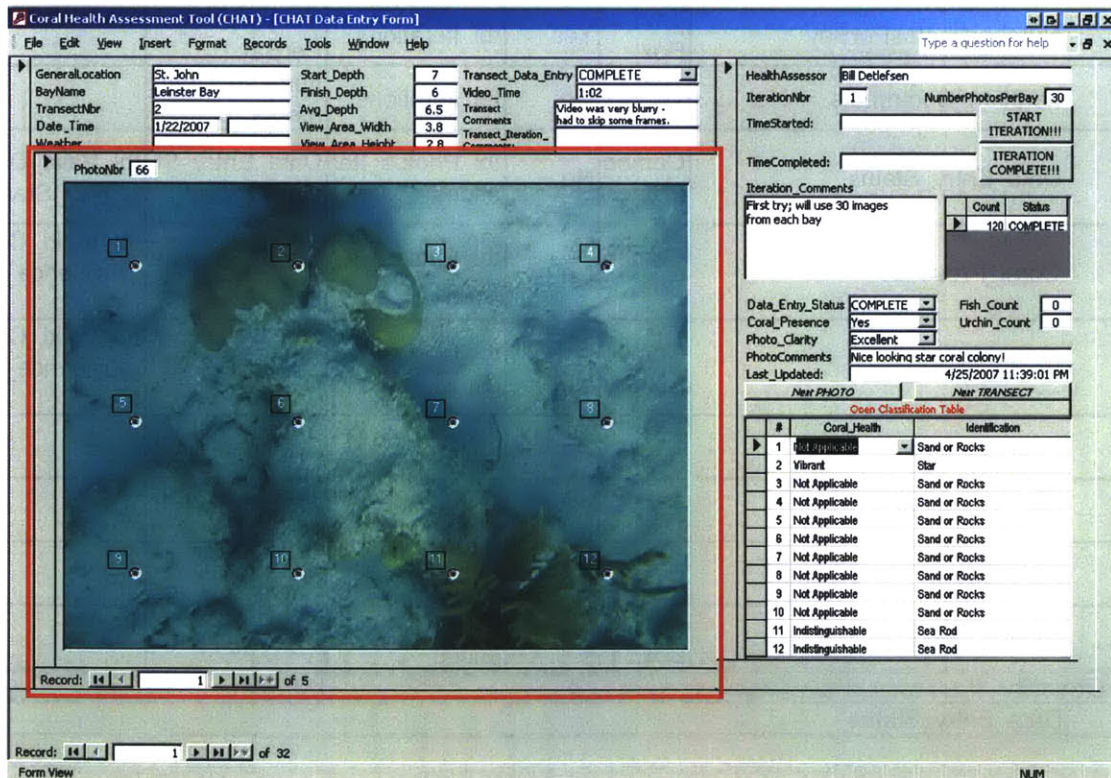 Coral Health Assessment Tool (CHAT) - [CHAT Data Entry Form]
File Edit View Insert Format Records Tools Window Help Type a question for help
GeneralLocation St. John Start_Depth 7 Transect_Data_Entry COMPLETE
BayName Leinster Bay Finish_Depth 6 Video_Time 1:02
TransectNbr 2 Avg_Depth 6.5 Transect Comments Video was very blurry - had to skip some frames.
Date_Time 1/22/2007 View_Area_Width 3.8 Transect_Iteration_
Weather View_Area_Height 2.8 Comments:
HealthAssessor Bill Detlefsen
IterationNbr 1 NumberPhotosPerBay 30
TimeStarted: START ITERATION!!!
TimeCompleted: ITERATION COMPLETE!!!
Iteration_Comments
First try; will use 30 images
from each bay
Count Status
120 COMPLETE
PhotoNbr 66
1 2 3 4
5 6 7 8
9 10 11 12
Record: 1 of 5
Data_Entry_Status COMPLETE Fish_Count 0
Coral_Presence Yes Urchin_Count 0
Photo_Clarity Excellent
PhotoComments Nice looking star coral colony!
Last_Updated: 4/25/2007 11:39:01 PM
Next PHOTO Next TRANSECT
Open Classification Table
# Coral_Health Identification
1 Not Applicable Sand or Rocks
2 Vibrant Star
3 Not Applicable Sand or Rocks
4 Not Applicable Sand or Rocks
5 Not Applicable Sand or Rocks
6 Not Applicable Sand or Rocks
7 Not Applicable Sand or Rocks
8 Not Applicable Sand or Rocks
9 Not Applicable Sand or Rocks
10 Not Applicable Sand or Rocks
11 Indistinguishable Sea Rod
12 Indistinguishable Sea Rod
Record: 1 of 32
Form View NUM